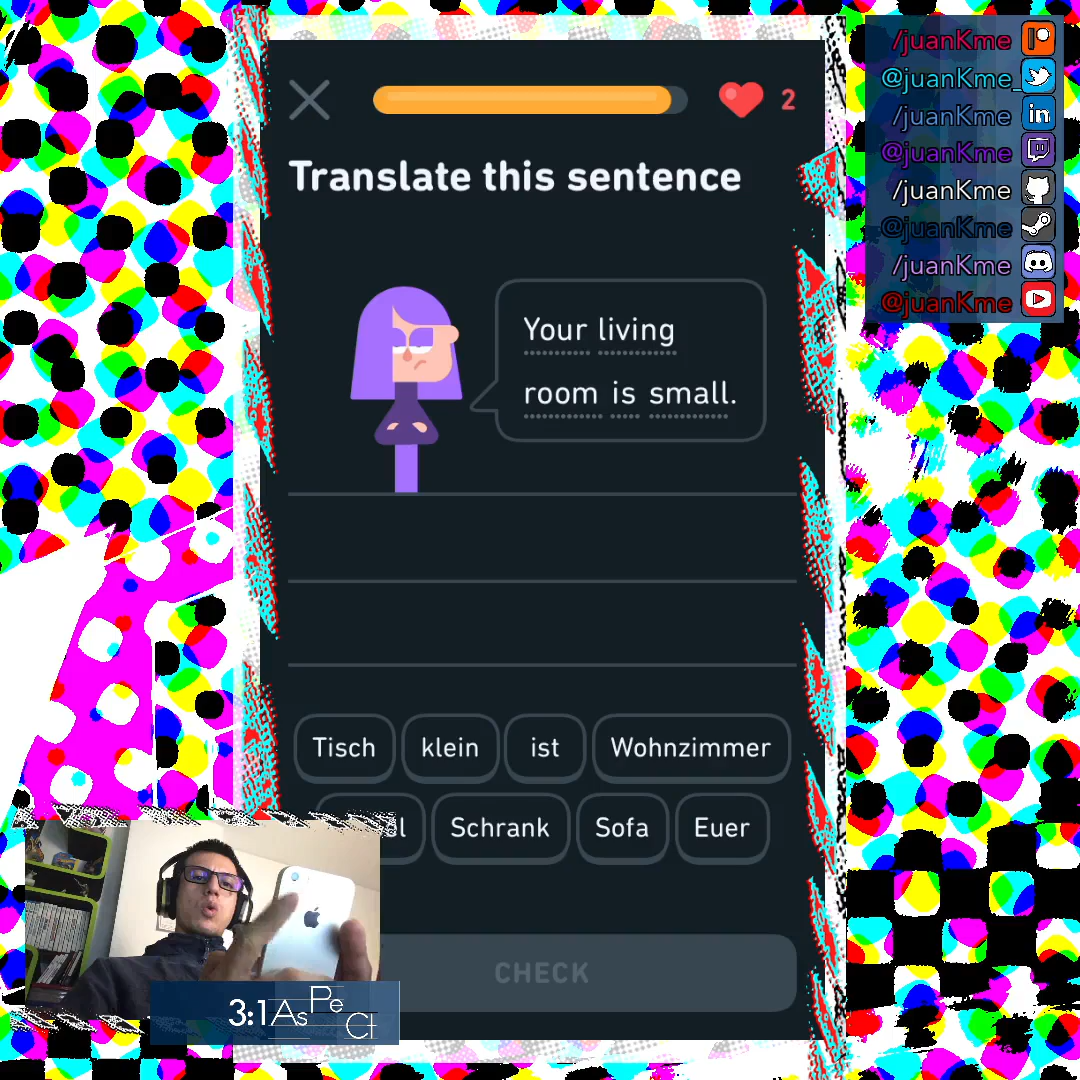 /juanKme
@juanKme_
/juanKme
@juanKme
/juanKme
@juanKme
/juanKme
@juanKme
2
Translate this sentence
Your living
room is small.
Tisch klein ist Wohnzimmer
Schrank Sofa Euer
CHECK
3:1 AsPeCt